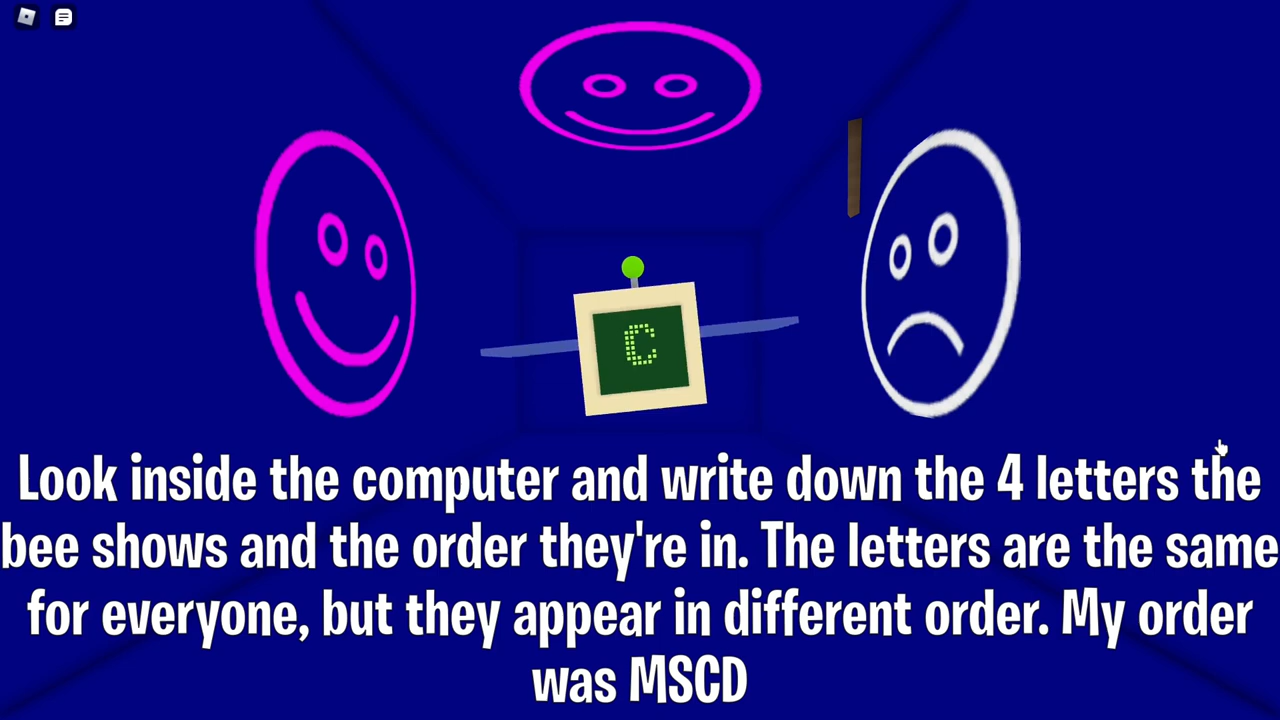 C
Look inside the computer and write down the 4 letters the
bee shows and the order they're in. The letters are the same
for everyone, but they appear in different order. My order
was MSCD